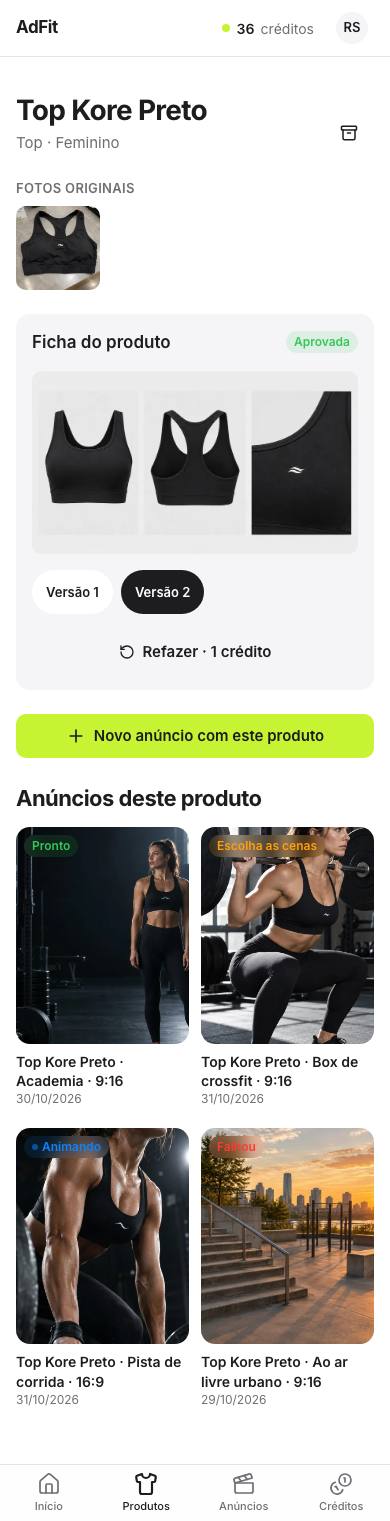 AdFit
36 créditos
RS
Top Kore Preto
Top · Feminino
FOTOS ORIGINAIS
Ficha do produto
Aprovada
Versão 1
Versão 2
Refazer · 1 crédito
Novo anúncio com este produto
Anúncios deste produto
Pronto
Escolha as cenas
Top Kore Preto ·
Academia · 9:16
30/10/2026
Top Kore Preto · Box de
crossfit · 9:16
31/10/2026
Animando
Falhou
Top Kore Preto · Pista de
corrida · 16:9
31/10/2026
Top Kore Preto · Ao ar
livre urbano · 9:16
29/10/2026
Início
Produtos
Anúncios
Créditos